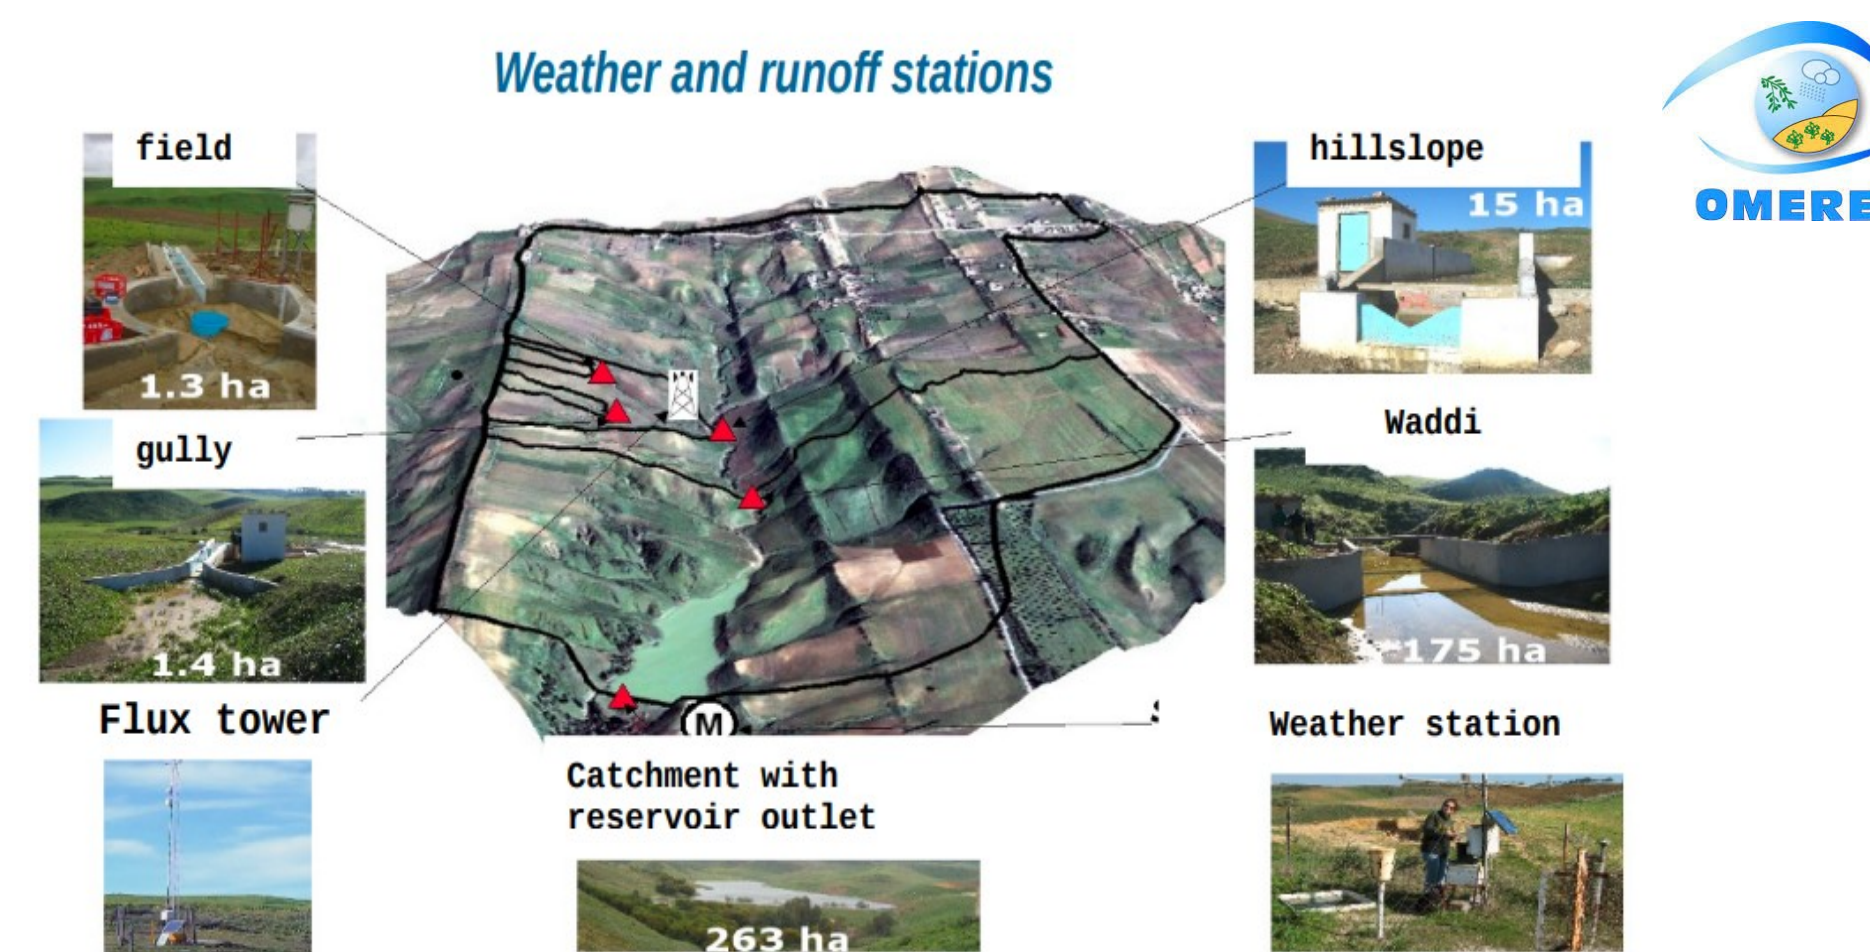 Weather and runoff stations
OMERE
field
hillslope
15 ha
1.3 ha
gully
Waddi
1.4 ha
175 ha
Flux tower
M
Weather station
Catchment with
reservoir outlet
263 ha